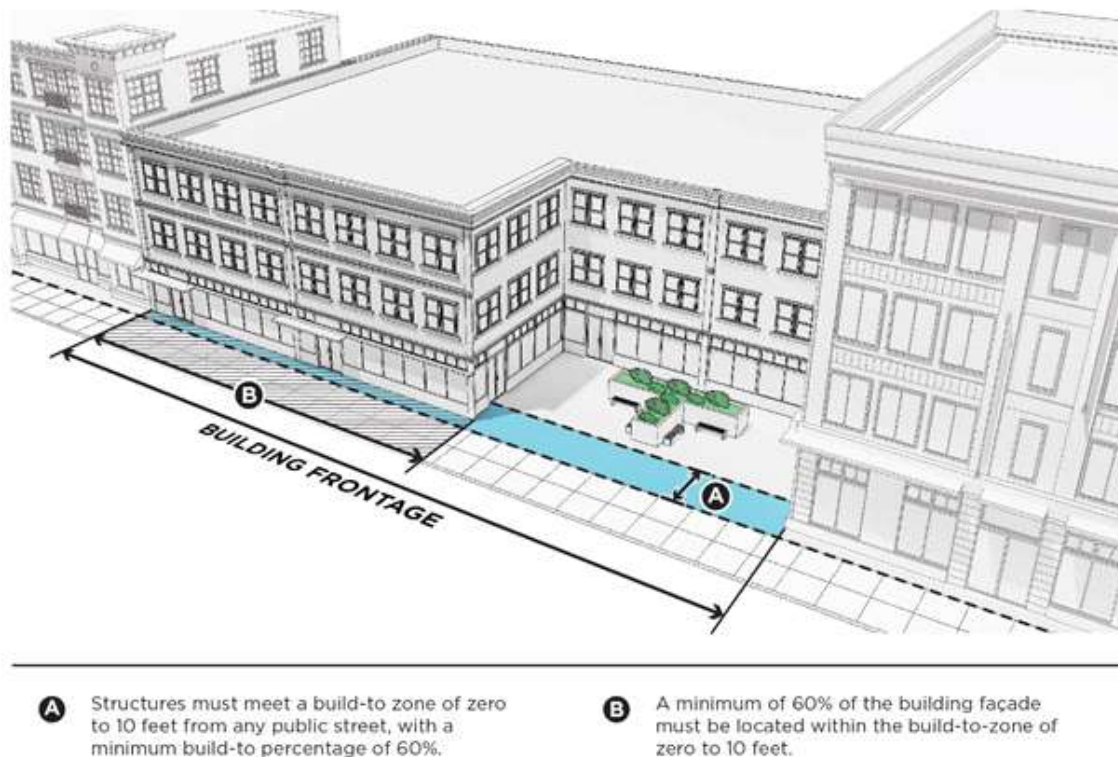 B
BUILDING FRONTAGE
A
A Structures must meet a build-to zone of zero
to 10 feet from any public street, with a
minimum build-to percentage of 60%.
B A minimum of 60% of the building façade
must be located within the build-to-zone of
zero to 10 feet.